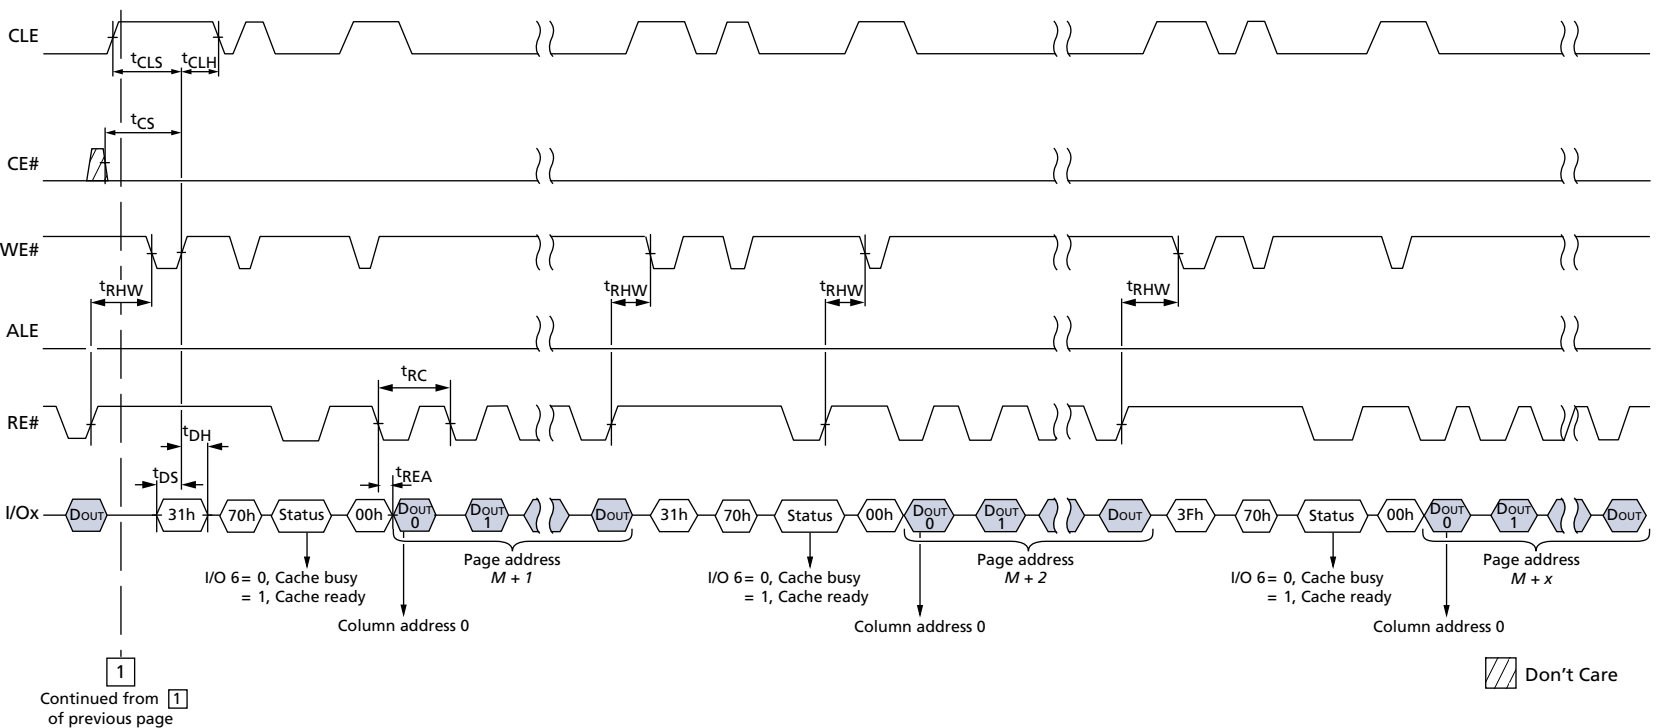 CLE
tCLS tCLH
tCS
CE#
WE#
tRHW tRHW tRHW tRHW
ALE
tRC
RE#
tDH
tDS tREA
I/Ox DOUT 31h 70h Status 00h DOUT 0 DOUT 1 DOUT 31h 70h Status 00h DOUT 0 DOUT 1 DOUT 3Fh 70h Status 00h DOUT 0 DOUT 1 DOUT
Page address
M + 1
Page address
M + 2
Page address
M + x
I/O 6 = 0, Cache busy
= 1, Cache ready
I/O 6 = 0, Cache busy
= 1, Cache ready
I/O 6 = 0, Cache busy
= 1, Cache ready
Column address 0
Column address 0
Column address 0
1
Continued from 1
of previous page
Don't Care